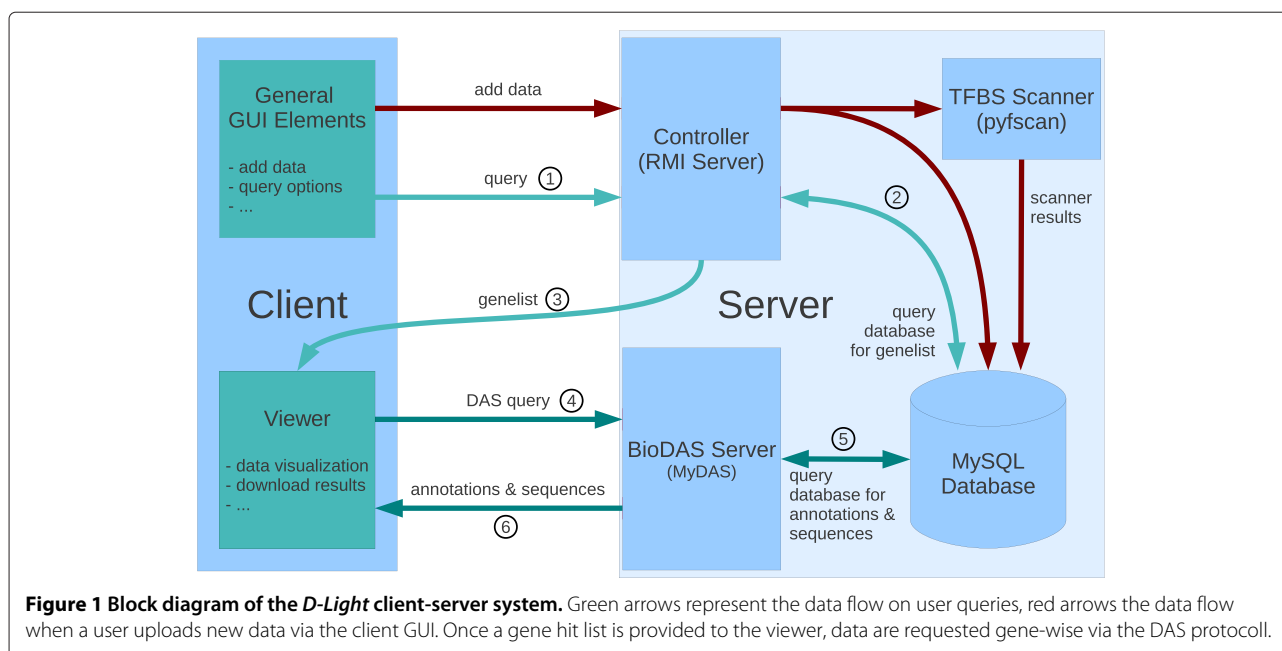 General
GUI Elements
- add data
- query options
- ...
add data
query 1
Controller
(RMI Server)
TFBS Scanner
(pyfscan)
2
scanner
results
Client
genelist 3
Server
query
database
for genelist
Viewer
- data visualization
- download results
- ...
DAS query 4
annotations & sequences
6
BioDAS Server
(MyDAS)
5
query
database for
annotations &
sequences
MySQL
Database
Figure 1 Block diagram of the D-Light client-server system. Green arrows represent the data flow on user queries, red arrows the data flow
when a user uploads new data via the client GUI. Once a gene hit list is provided to the viewer, data are requested gene-wise via the DAS protocoll.